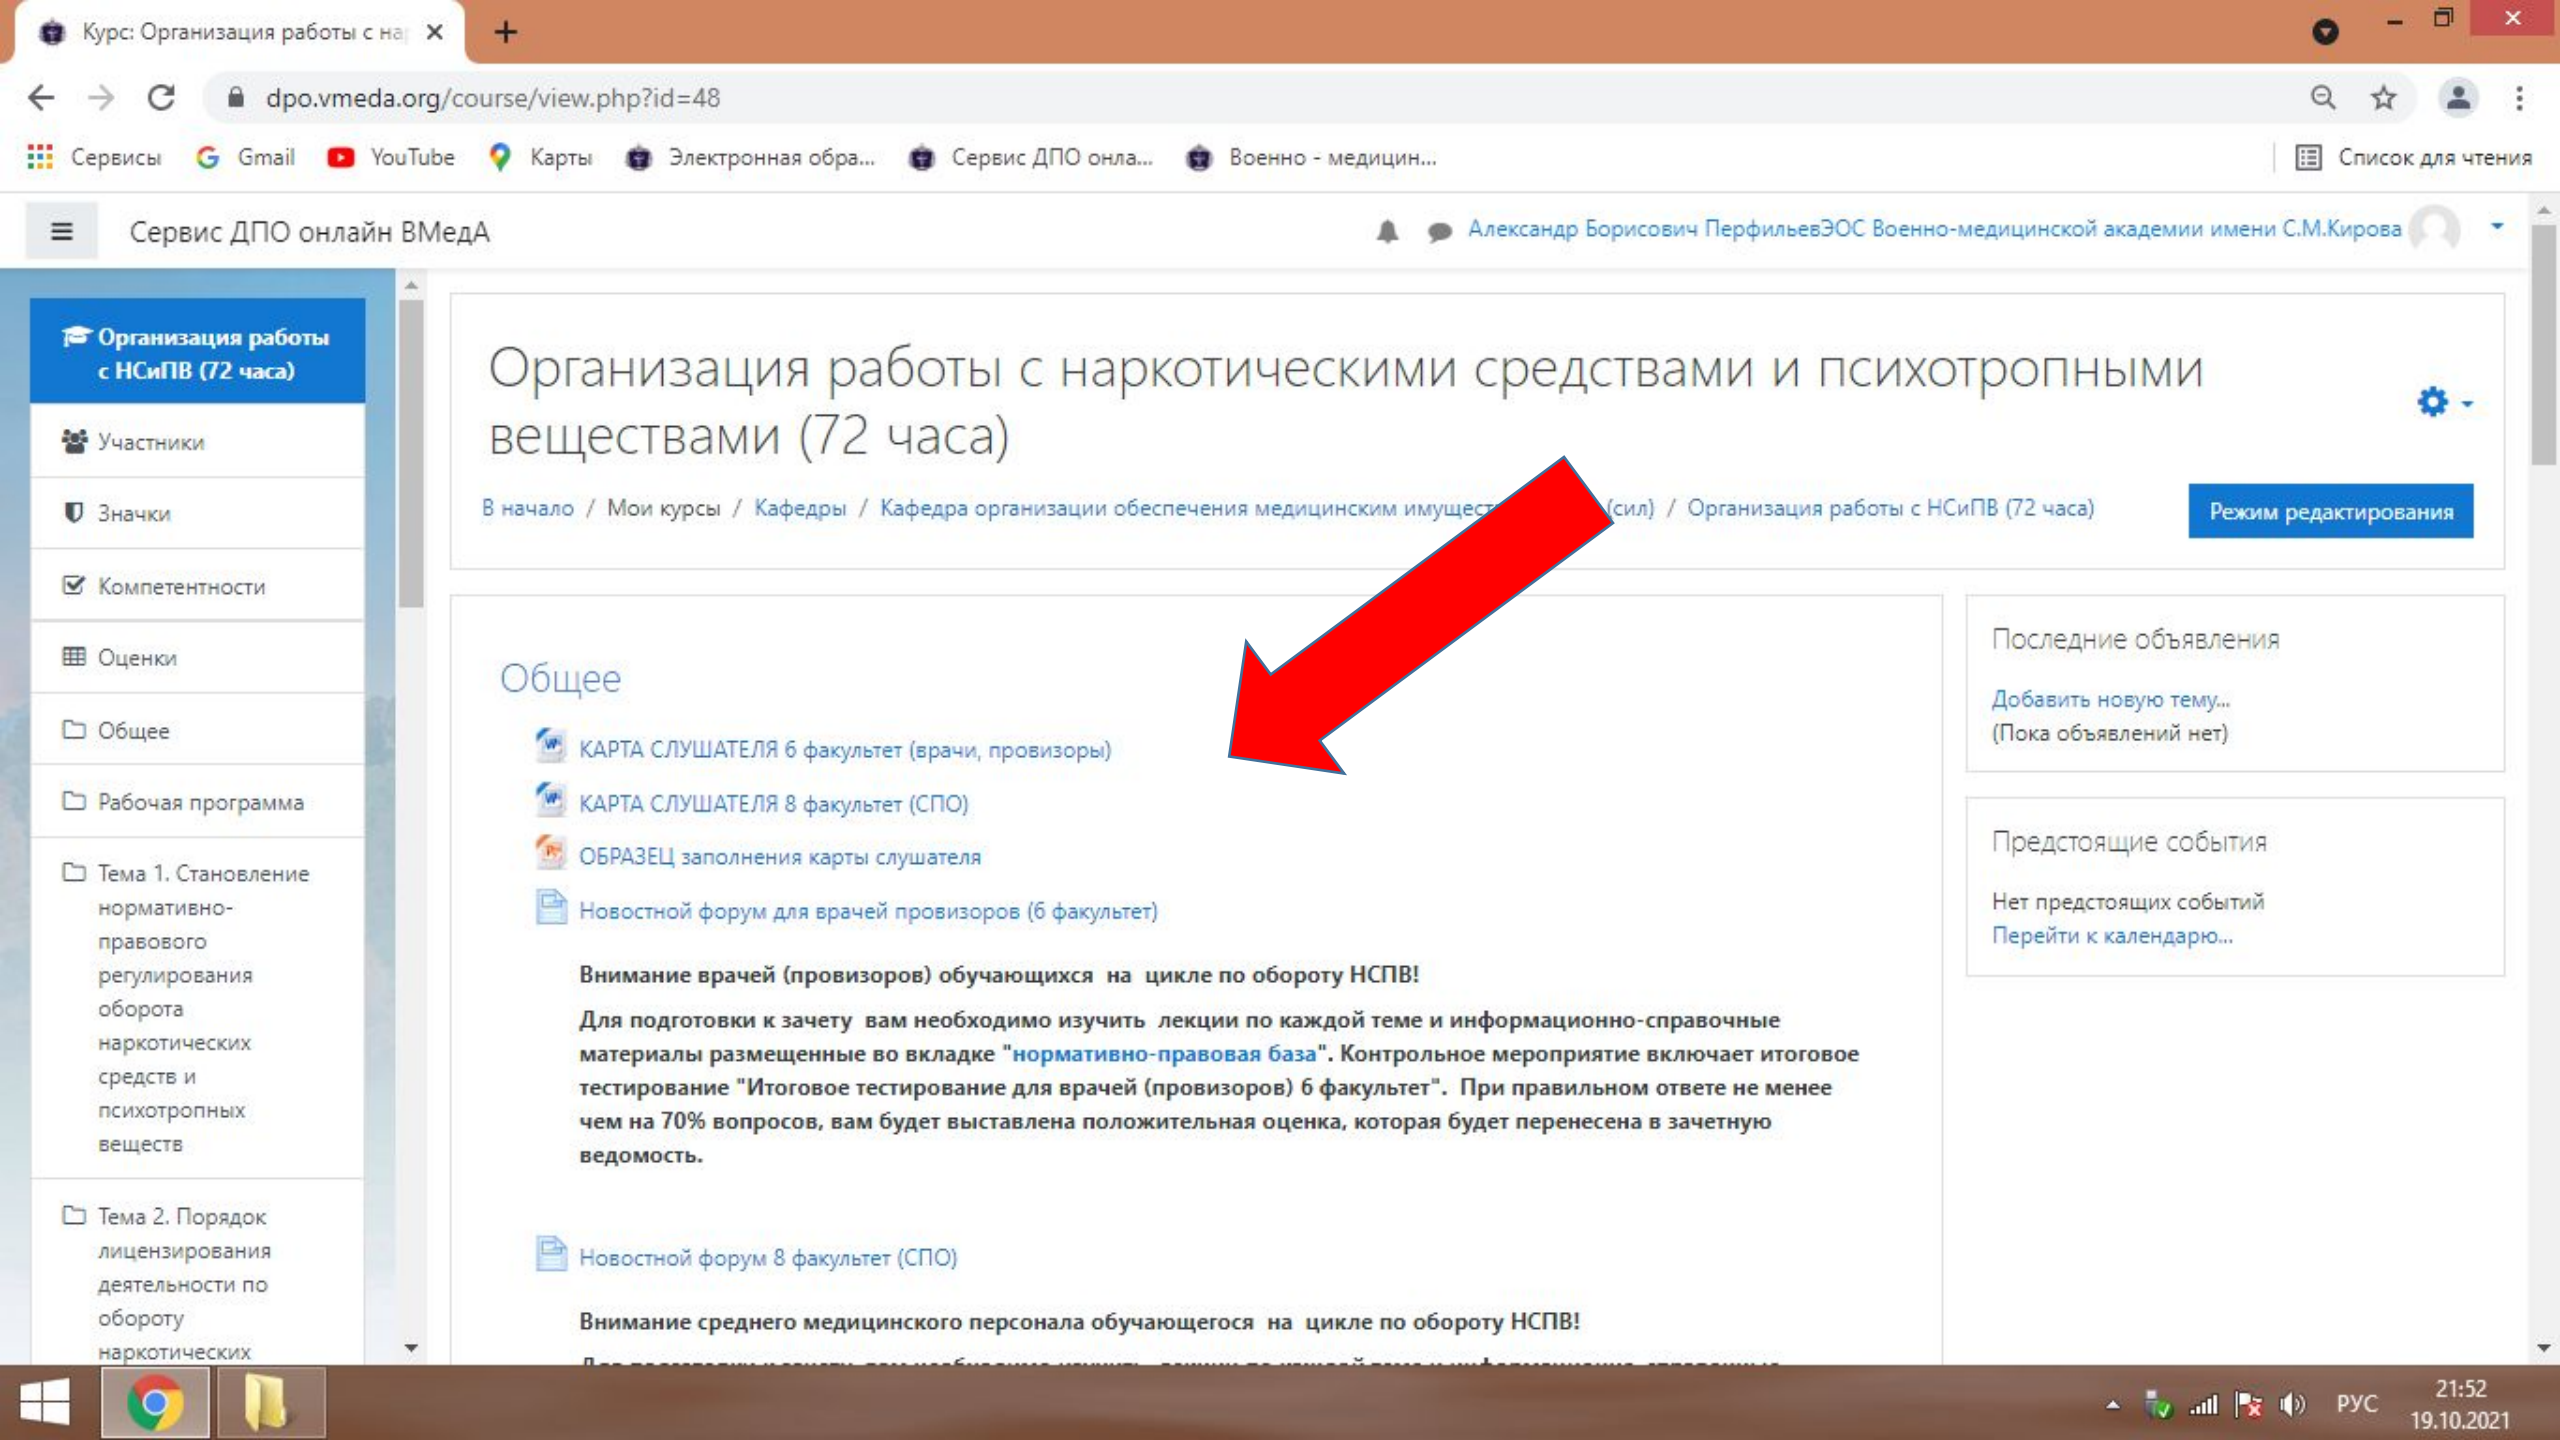 Курс: Организация работы с на
dpo.vmeda.org/course/view.php?id=48
Сервисы Gmail YouTube Карты Электронная обра... Сервис ДПО онла... Военно - медицин... Список для чтения
Сервис ДПО онлайн ВМедА
Александр Борисович ПерфильевЭОС Военно-медицинской академии имени С.М.Кирова
Организация работы
с НСиПВ (72 часа)
Участники
Значки
Компетентности
Оценки
Общее
Рабочая программа
Тема 1. Становление
нормативно-
правового
регулирования
оборота
наркотических
средств и
психотропных
веществ
Тема 2. Порядок
лицензирования
деятельности по
обороту
наркотических
Организация работы с наркотическими средствами и психотропными
веществами (72 часа)
В начало / Мои курсы / Кафедры / Кафедра организации обеспечения медицинским (сил) / Организация работы с НСиПВ (72 часа)
Режим редактирования
Общее
КАРТА СЛУШАТЕЛЯ 6 факультет (врачи, провизоры)
КАРТА СЛУШАТЕЛЯ 8 факультет (СПО)
ОБРАЗЕЦ заполнения карты слушателя
Новостной форум для врачей провизоров (6 факультет)
Внимание врачей (провизоров) обучающихся на цикле по обороту НСПВ!
Для подготовки к зачету вам необходимо изучить лекции по каждой теме и информационно-справочные
материалы размещенные во вкладке "нормативно-правовая база". Контрольное мероприятие включает итоговое
тестирование "Итоговое тестирование для врачей (провизоров) 6 факультет". При правильном ответе не менее
чем на 70% вопросов, вам будет выставлена положительная оценка, которая будет перенесена в зачетную
ведомость.
Новостной форум 8 факультет (СПО)
Внимание среднего медицинского персонала обучающегося на цикле по обороту НСПВ!
Последние объявления
Добавить новую тему...
(Пока объявлений нет)
Предстоящие события
Нет предстоящих событий
Перейти к календарю...
РУС
21:52
19.10.2021